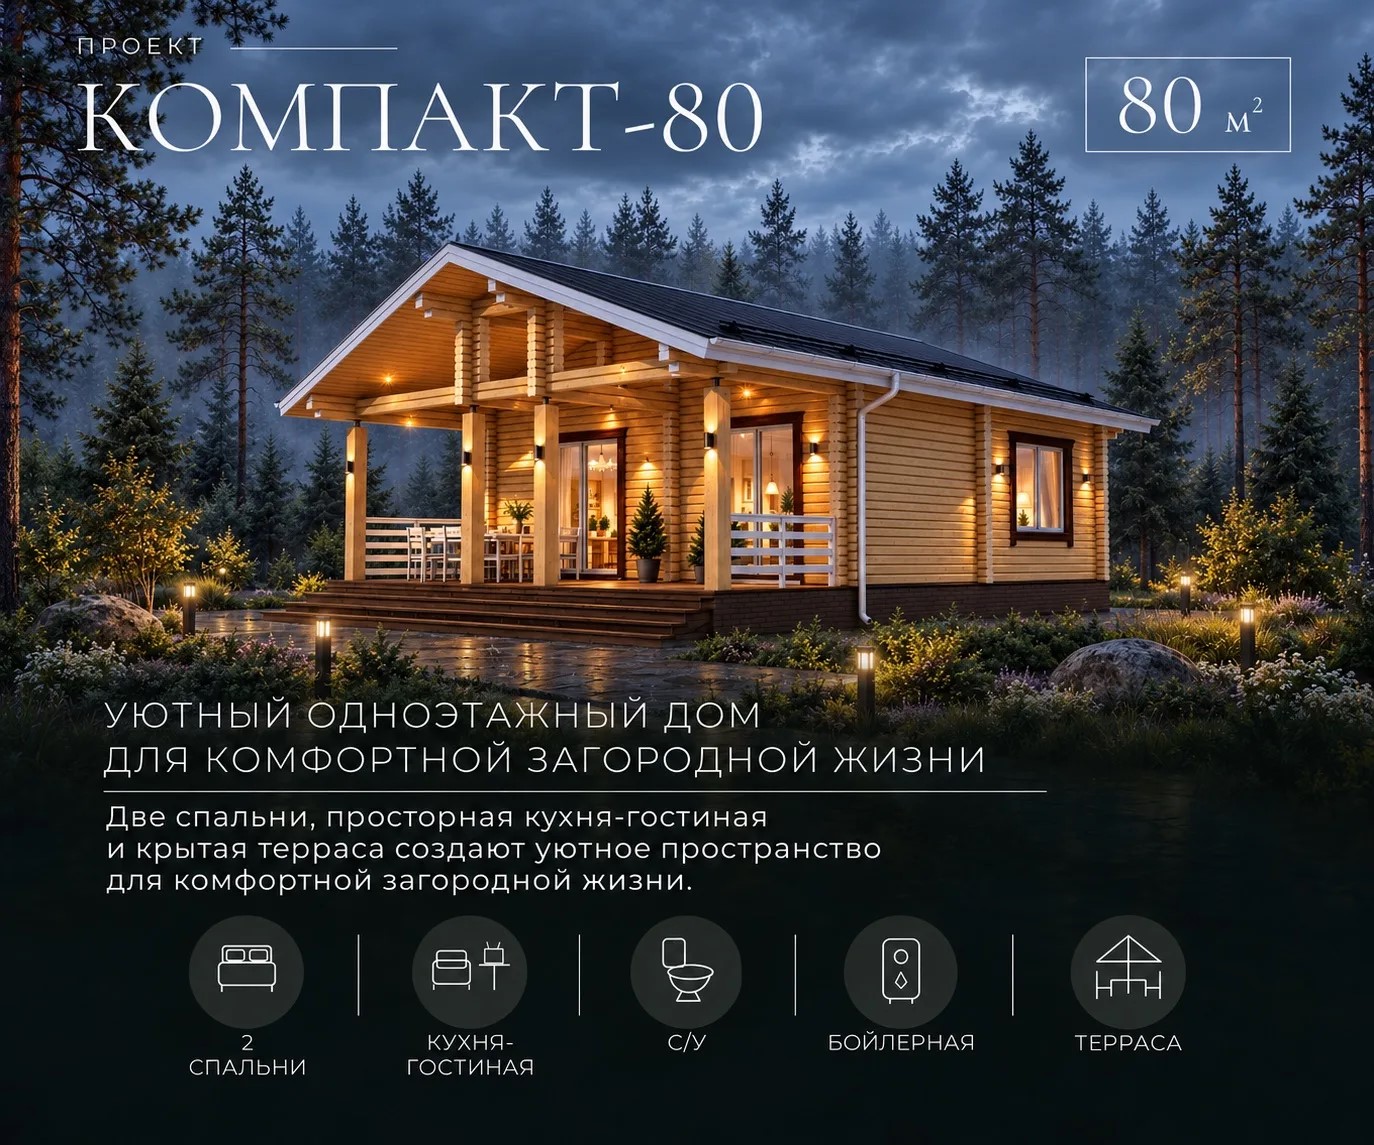 ПРОЕКТ
КОМПАКТ-80
80 м²
УЮТНЫЙ ОДНОЭТАЖНЫЙ ДОМ
ДЛЯ КОМФОРТНОЙ ЗАГОРОДНОЙ ЖИЗНИ
Две спальни, просторная кухня-гостиная
и крытая терраса создают уютное пространство
для комфортной загородной жизни.
2
СПАЛЬНИ
КУХНЯ-
ГОСТИНАЯ
С/У
БОЙЛЕРНАЯ
ТЕРРАСА